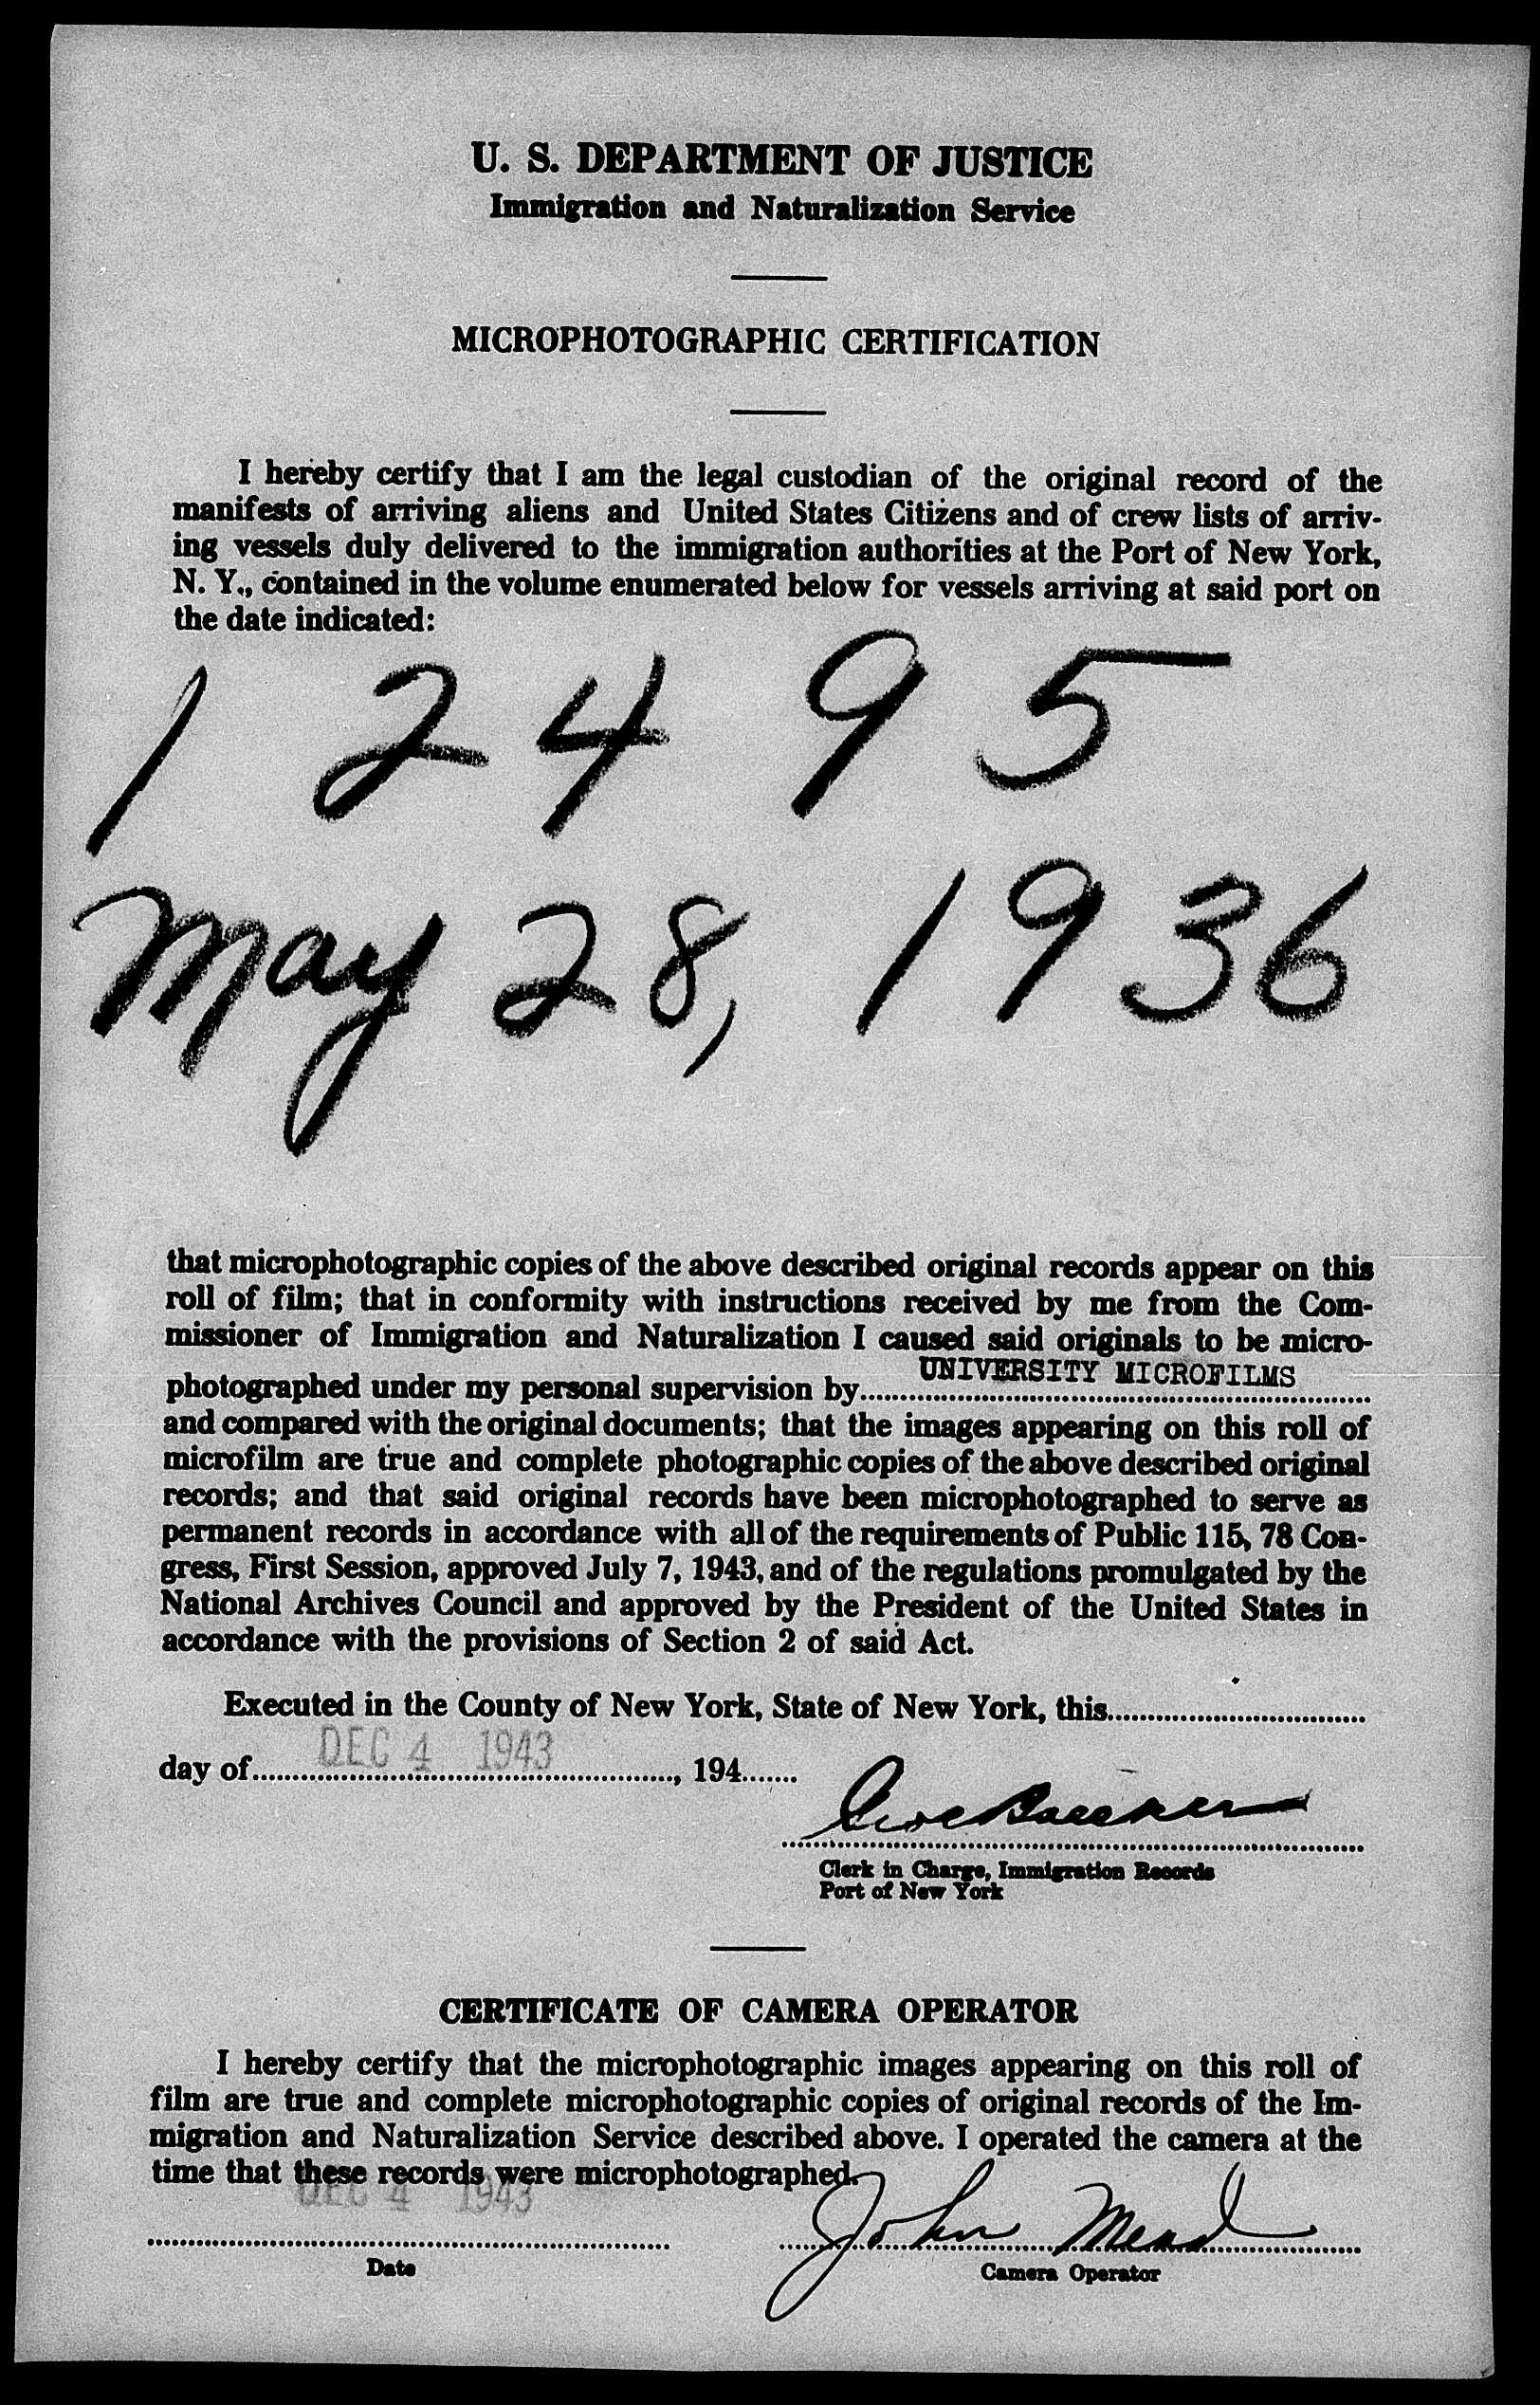 U. S. DEPARTMENT OF JUSTICE
Immigration and Naturalization Service
MICROPHOTOGRAPHIC CERTIFICATION
I hereby certify that I am the legal custodian of the original record of the
manifests of arriving aliens and United States Citizens and of crew lists of arriv-
ing vessels duly delivered to the immigration authorities at the Port of New York,
N. Y., contained in the volume enumerated below for vessels arriving at said port on
the date indicated:
1 2495
May 28, 1936
that microphotographic copies of the above described original records appear on this
roll of film; that in conformity with instructions received by me from the Com-
missioner of Immigration and Naturalization I caused said originals to be micro-
photographed under my personal supervision by UNIVERSITY MICROFILMS
and compared with the original documents; that the images appearing on this roll of
microfilm are true and complete photographic copies of the above described original
records; and that said original records have been microphotographed to serve as
permanent records in accordance with all of the requirements of Public 115, 78 Con-
gress, First Session, approved July 7, 1943, and of the regulations promulgated by the
National Archives Council and approved by the President of the United States in
accordance with the provisions of Section 2 of said Act.
Executed in the County of New York, State of New York, this
day of DEC 4 1943, 194
Clerk in Charge, Immigration Records
Port of New York
CERTIFICATE OF CAMERA OPERATOR
I hereby certify that the microphotographic images appearing on this roll of
film are true and complete microphotographic copies of original records of the Im-
migration and Naturalization Service described above. I operated the camera at the
time that these records were microphotographed.
DEC 4 1943 John Mead
Date Camera Operator